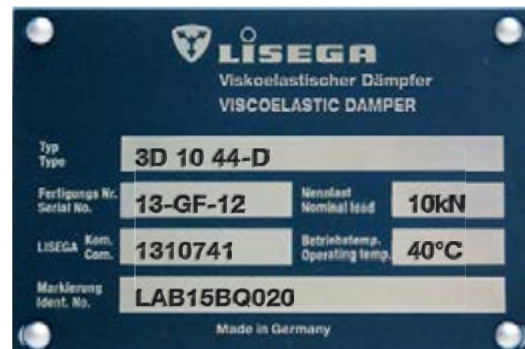 LISEGA
Viskoelastischer Dämpfer
VISCOELASTIC DAMPER
Typ
Type
3D 10 44-D
Fertigungs Nr.
Serial No.
13-GF-12
Nennlast
Nominal load
10kN
LISEGA Kom.
Com.
1310741
Betriebstemp.
Operating temp.
40°C
Markierung
Ident. No.
LAB15BQ020
Made in Germany